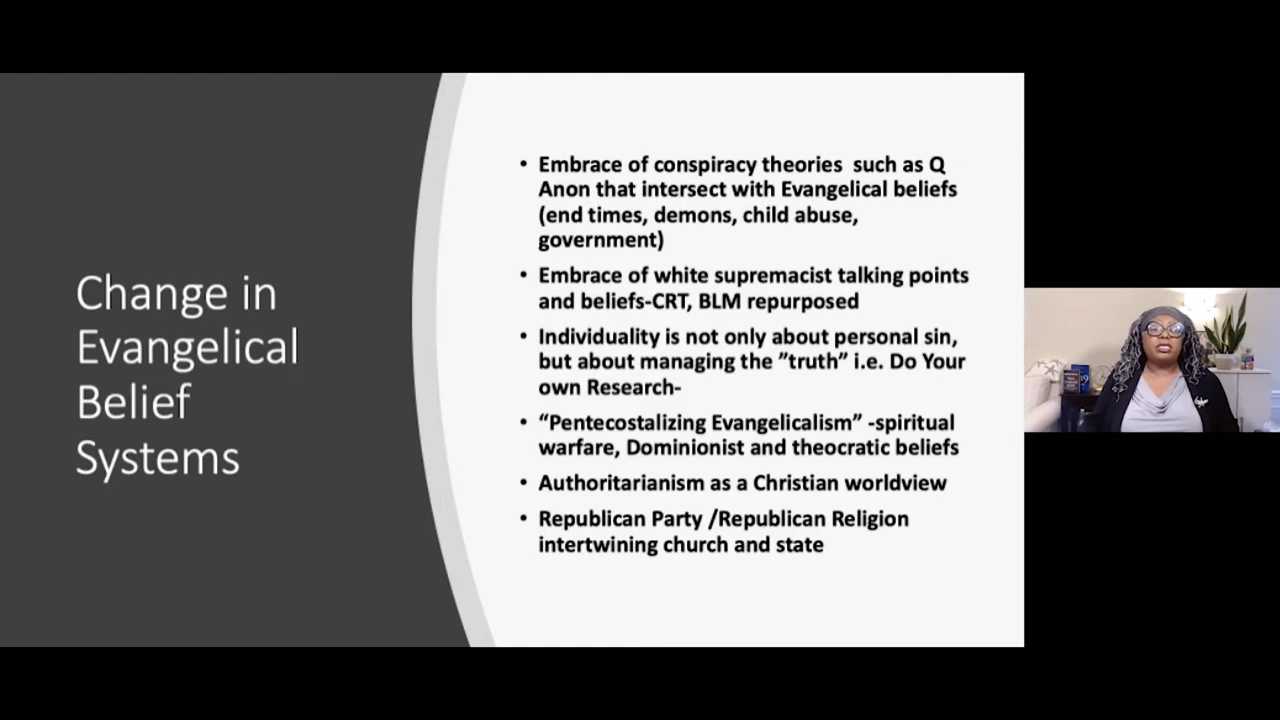 Change in
Evangelical
Belief
Systems
• Embrace of conspiracy theories  such as Q
Anon that intersect with Evangelical beliefs
(end times, demons, child abuse,
government)
• Embrace of white supremacist talking points
and beliefs-CRT, BLM repurposed
• Individuality is not only about personal sin,
but about managing the ”truth” i.e. Do Your
own Research-
• “Pentecostalizing Evangelicalism” -spiritual
warfare, Dominionist and theocratic beliefs
• Authoritarianism as a Christian worldview
• Republican Party /Republican Religion
intertwining church and state